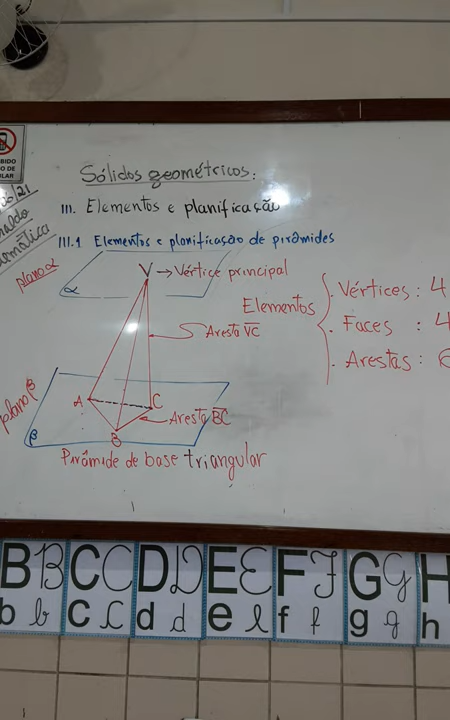 Sólidos geométricos:
III. Elementos e planificação
III.1 Elementos e planificação de pirâmides
plano α
α
V → Vértice principal
Elementos
Vértices: 4
Faces : 4
Arestas:
Aresta VC
plano β
A
C
B
Aresta BC
β
Pirâmide de base triangular
B B C C D D E E F F G G H
b b c c d d e e f f g g h